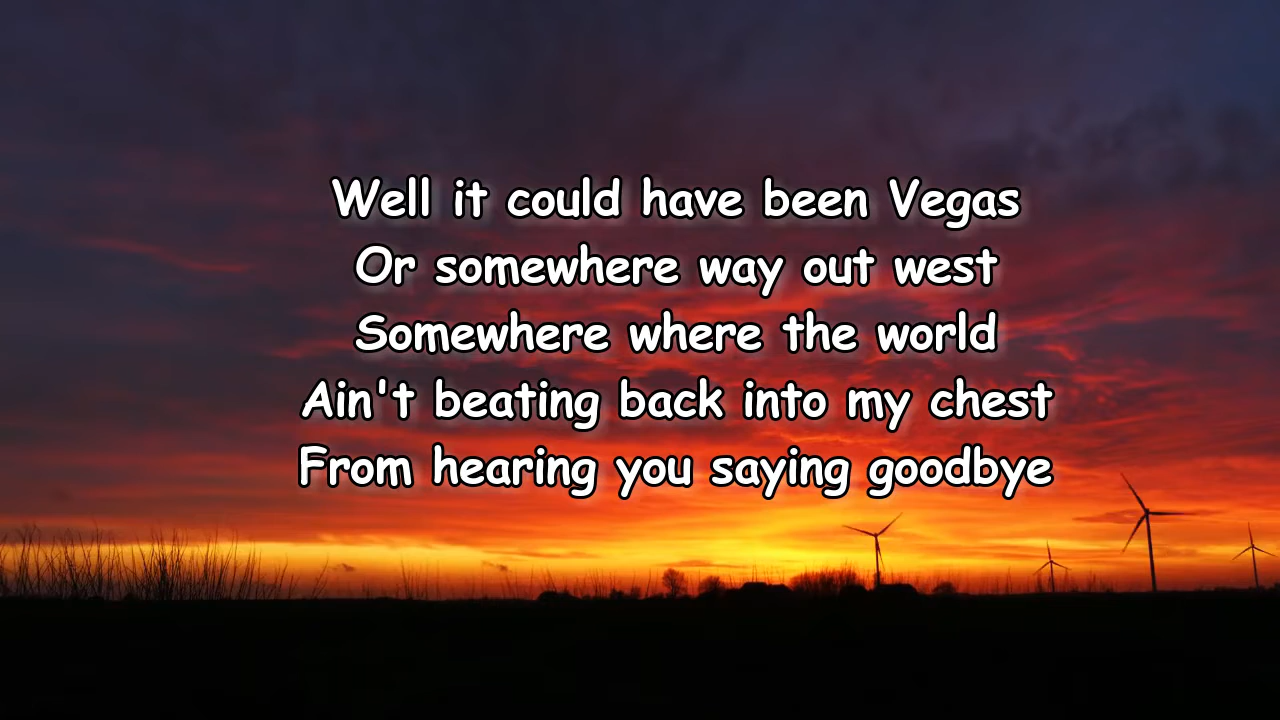 Well it could have been Vegas
Or somewhere way out west
Somewhere where the world
Ain't beating back into my chest
From hearing you saying goodbye